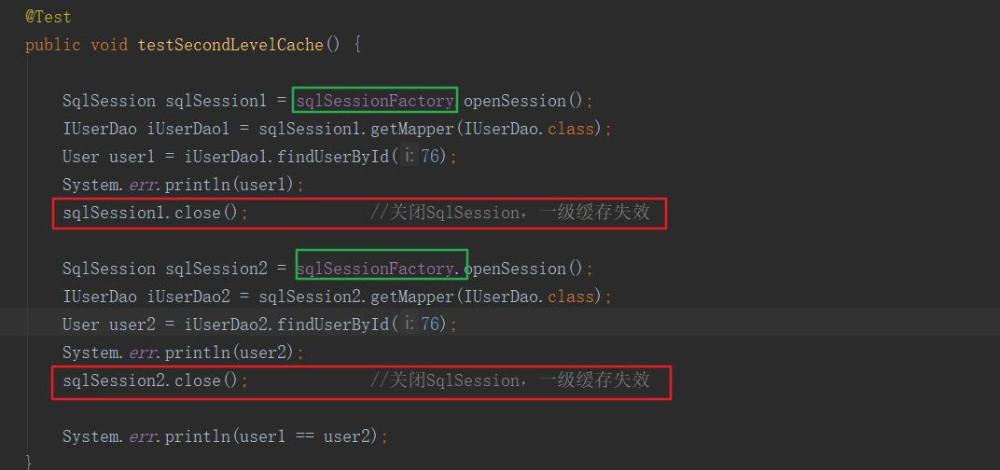 @Test
public void testSecondLevelCache() {
SqlSession sqlSession1 = sqlSessionFactory.openSession();
IUserDao iUserDao1 = sqlSession1.getMapper(IUserDao.class);
User user1 = iUserDao1.findUserById( i: 76);
System.err.println(user1);
sqlSession1.close(); //关闭SqlSession，一级缓存失效
SqlSession sqlSession2 = sqlSessionFactory.openSession();
IUserDao iUserDao2 = sqlSession2.getMapper(IUserDao.class);
User user2 = iUserDao2.findUserById( i: 76);
System.err.println(user2);
sqlSession2.close(); //关闭SqlSession，一级缓存失效
System.err.println(user1 == user2);
}